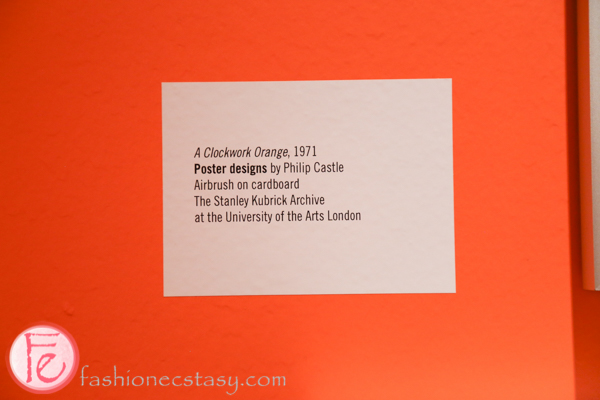 A Clockwork Orange, 1971
Poster designs by Philip Castle
Airbrush on cardboard
The Stanley Kubrick Archive
at the University of the Arts London
Fe fashionecstasy.com